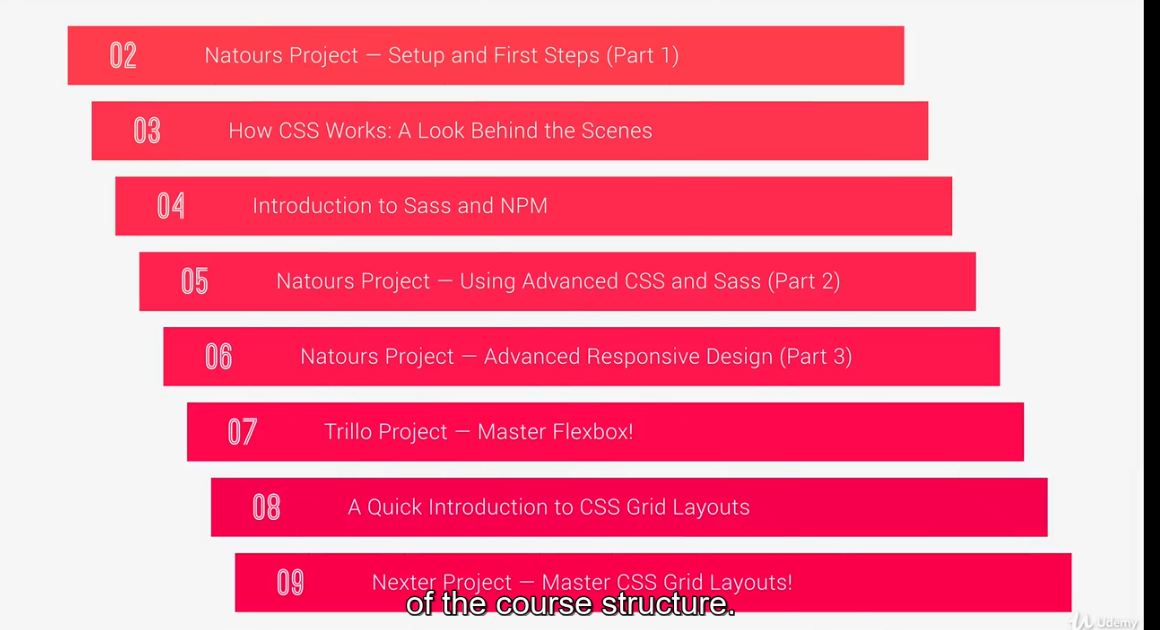 02 Natours Project — Setup and First Steps (Part 1)
03 How CSS Works: A Look Behind the Scenes
04 Introduction to Sass and NPM
05 Natours Project — Using Advanced CSS and Sass (Part 2)
06 Natours Project — Advanced Responsive Design (Part 3)
07 Trillo Project — Master Flexbox!
08 A Quick Introduction to CSS Grid Layouts
09 Nexter Project — Master CSS Grid Layouts!
of the course structure.
Udemy